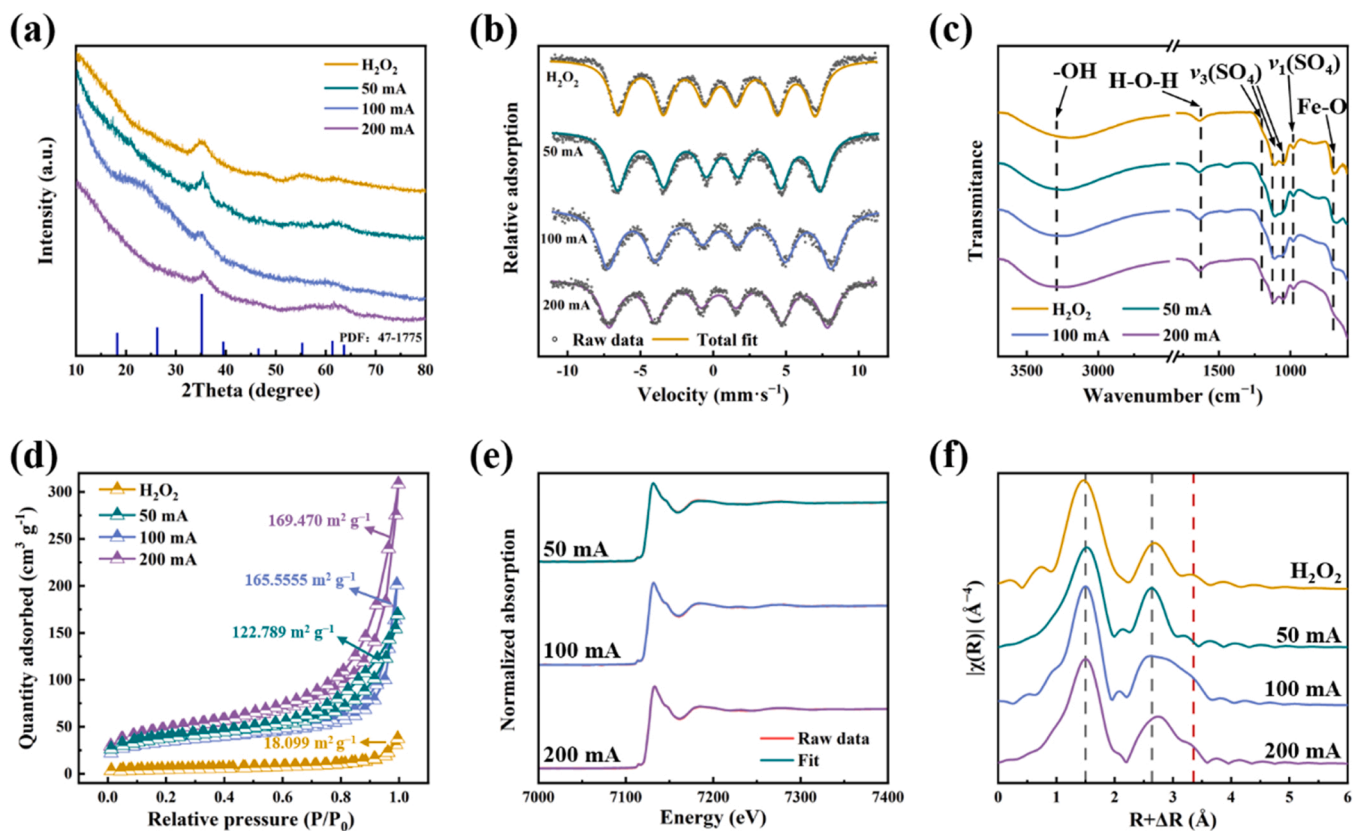 (a)
H₂O₂
50 mA
100 mA
200 mA
PDF: 47-1775
Intensity (a.u.)
10 20 30 40 50 60 70 80
2Theta (degree)
(b)
H₂O₂
50 mA
100 mA
200 mA
Raw data Total fit
Relative adsorption
-10 -5 0 5 10
Velocity (mm·s⁻¹)
(c)
-OH
H-O-H
ν₃(SO₄)
ν₁(SO₄)
Fe-O
H₂O₂ 50 mA
100 mA 200 mA
Transmitance
3600 3000 1500 1000
Wavenumber (cm⁻¹)
(d)
H₂O₂
50 mA
100 mA
200 mA
169.470 m² g⁻¹
165.5555 m² g⁻¹
122.789 m² g⁻¹
18.099 m² g⁻¹
Quantity adsorbed (cm³ g⁻¹)
300
250
200
150
100
50
0
0.0 0.2 0.4 0.6 0.8 1.0
Relative pressure (P/P₀)
(e)
50 mA
100 mA
200 mA
Raw data
Fit
Normalized absorption
7000 7100 7200 7300 7400
Energy (eV)
(f)
H₂O₂
50 mA
100 mA
200 mA
|χ(R)| (Å⁻⁴)
0 1 2 3 4 5 6
R+ΔR (Å)